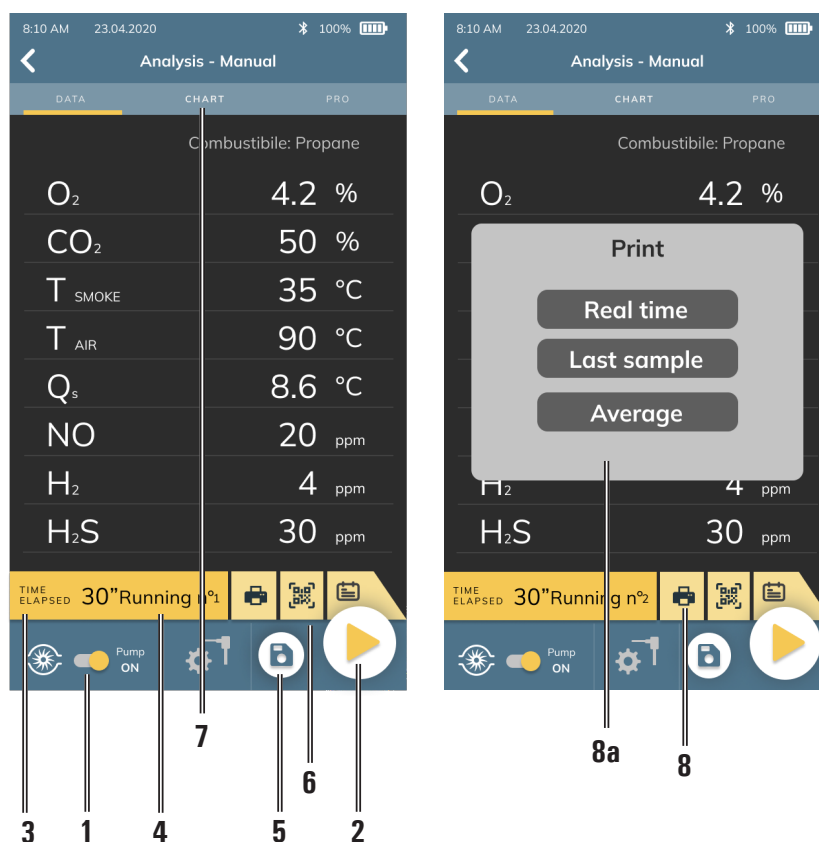 8:10 AM 23.04.2020 100%
Analysis - Manual
DATA CHART PRO
Combustibile: Propane
O₂ 4.2 %
CO₂ 50 %
T SMOKE 35 °C
T AIR 90 °C
Qs 8.6 °C
NO 20 ppm
H₂ 4 ppm
H₂S 30 ppm
TIME ELAPSED 30” Running nº1
Pump ON
7
6
3 1 4 5 2
8:10 AM 23.04.2020 100%
Analysis - Manual
DATA CHART PRO
Combustibile: Propane
O₂ 4.2 %
Print
Real time
Last sample
Average
H₂ 4 ppm
H₂S 30 ppm
TIME ELAPSED 30” Running nº2
Pump ON
8a 8